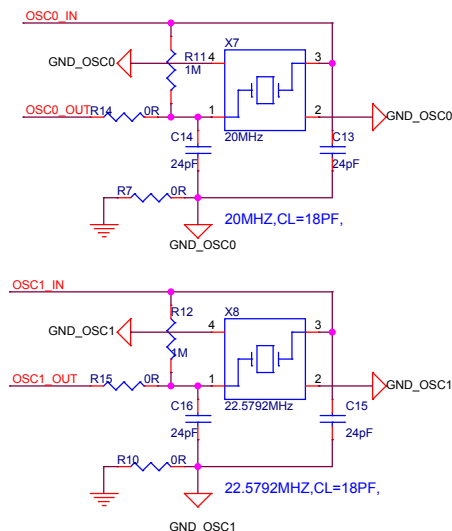 OSC0_IN
R11
4
X7
3
GND_OSC0
1M
OSC0_OUT
R14
0R
1
2
GND_OSC0
C14
20MHz
C13
24pF
24pF
R7
0R
20MHZ,CL=18PF,
GND_OSC0
OSC1_IN
R12
X8
GND_OSC1
4
3
1M
OSC1_OUT
R15
0R
1
2
GND_OSC1
C16
22.5792MHz
C15
24pF
24pF
R10
0R
22.5792MHZ,CL=18PF,
GND_OSC1